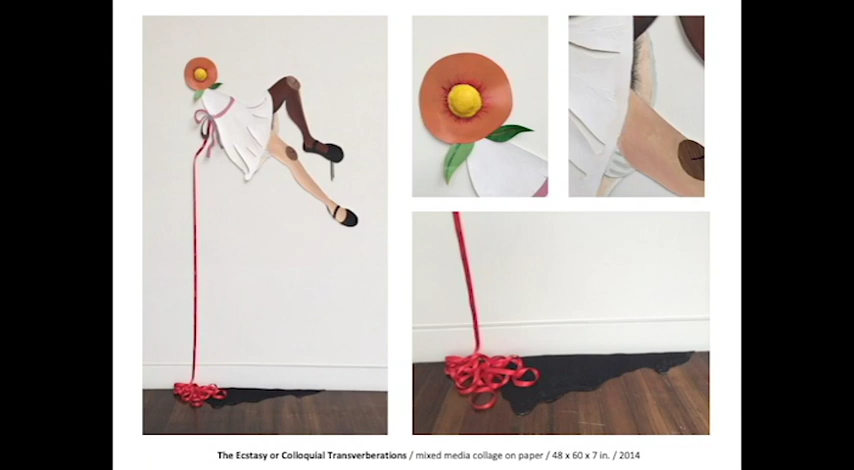 The Ecstasy or Colloquial Transverberations / mixed media collage on paper / 48 x 60 x 7 in. / 2014